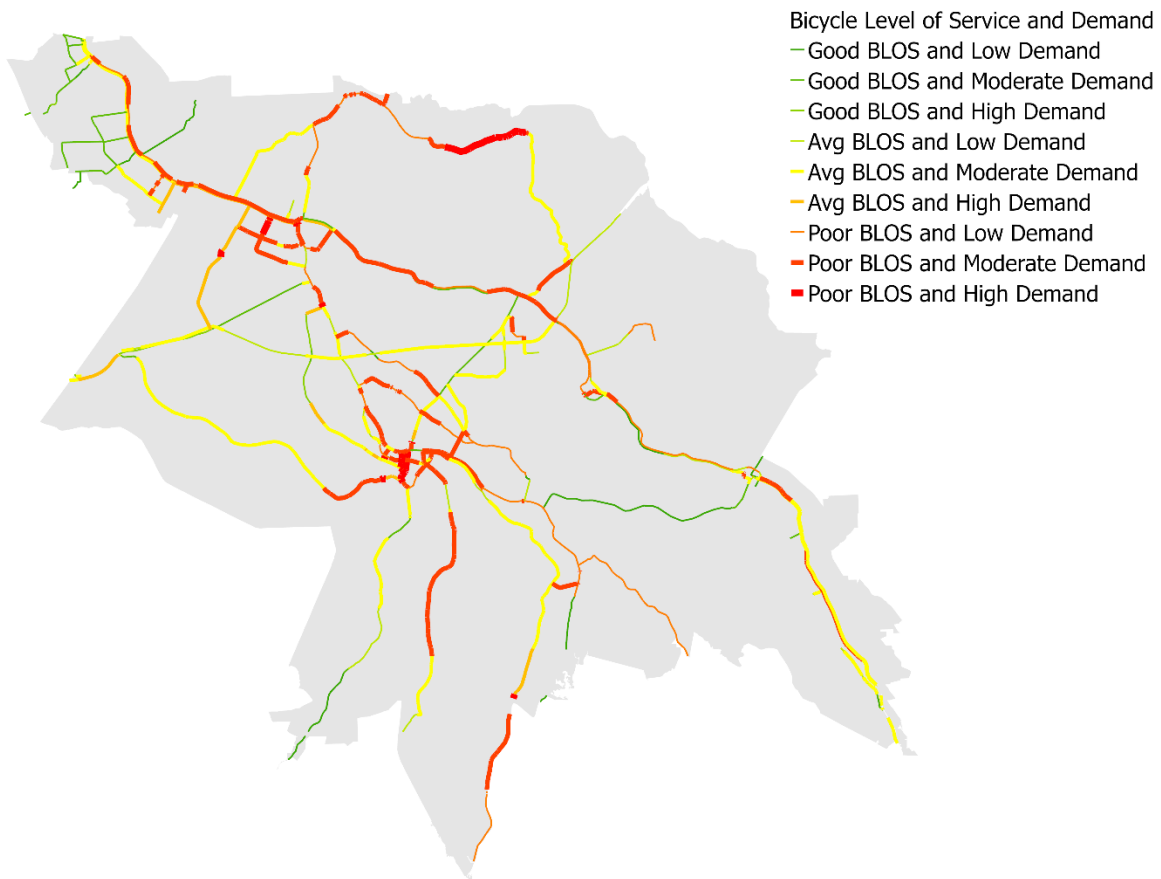 Bicycle Level of Service and Demand
Good BLOS and Low Demand
Good BLOS and Moderate Demand
Good BLOS and High Demand
Avg BLOS and Low Demand
Avg BLOS and Moderate Demand
Avg BLOS and High Demand
Poor BLOS and Low Demand
Poor BLOS and Moderate Demand
Poor BLOS and High Demand